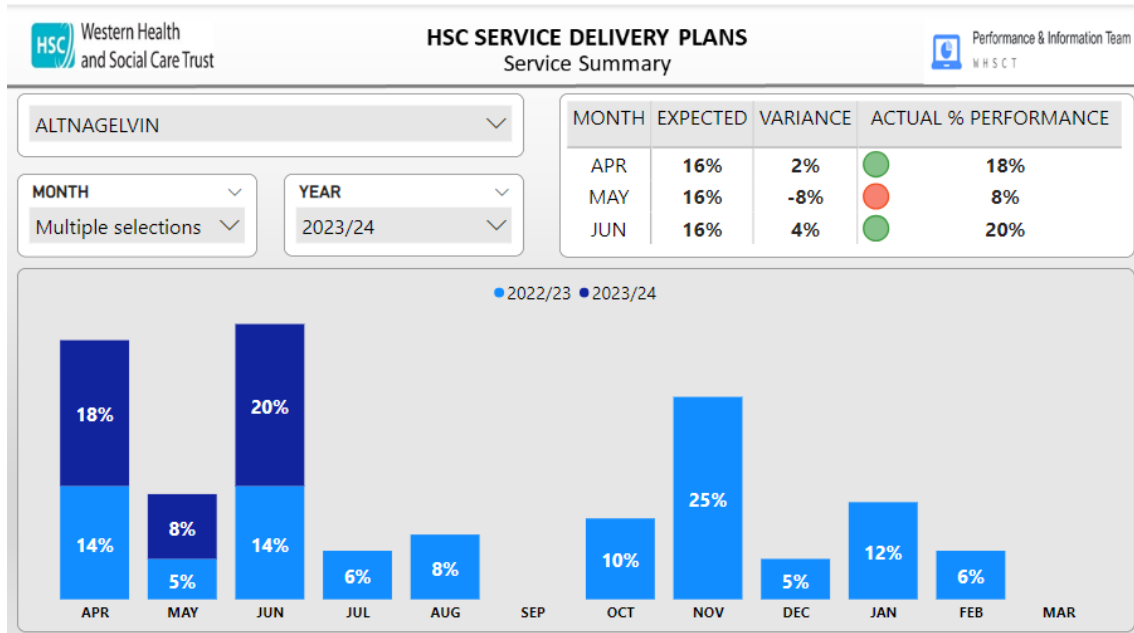 HSC
Western Health
and Social Care Trust
HSC SERVICE DELIVERY PLANS
Service Summary
Performance & Information Team
WHSCT
ALTNAGELVIN
MONTH
Multiple selections
YEAR
2023/24
MONTH EXPECTED VARIANCE ACTUAL % PERFORMANCE
APR 16% 2% 18%
MAY 16% -8% 8%
JUN 16% 4% 20%
2022/23 2023/24
18%
14%
8%
5%
20%
14%
6%
8%
10%
25%
5%
12%
6%
APR MAY JUN JUL AUG SEP OCT NOV DEC JAN FEB MAR